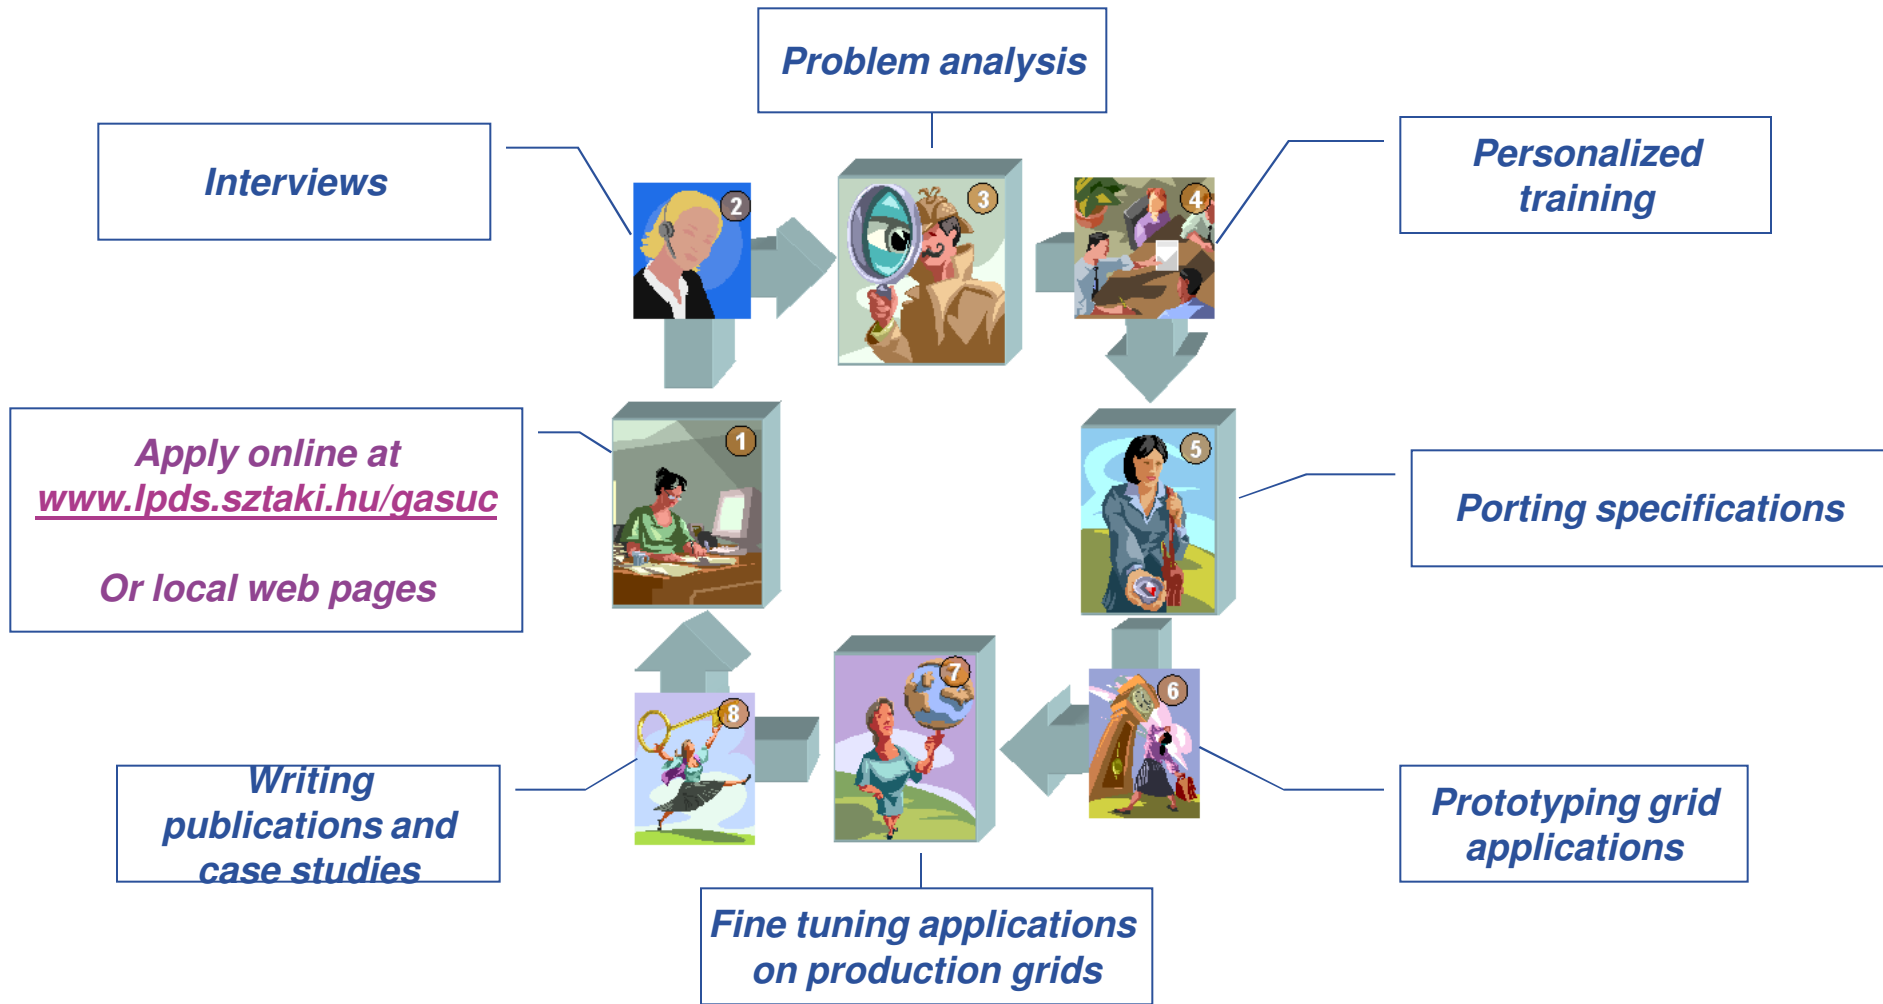 Problem analysis
Interviews
Personalized
training
2
3
4
Apply online at
www.lpds.sztaki.hu/gasuc
Or local web pages
1
5
Porting specifications
Writing
publications and
case studies
8
7
6
Prototyping grid
applications
Fine tuning applications
on production grids